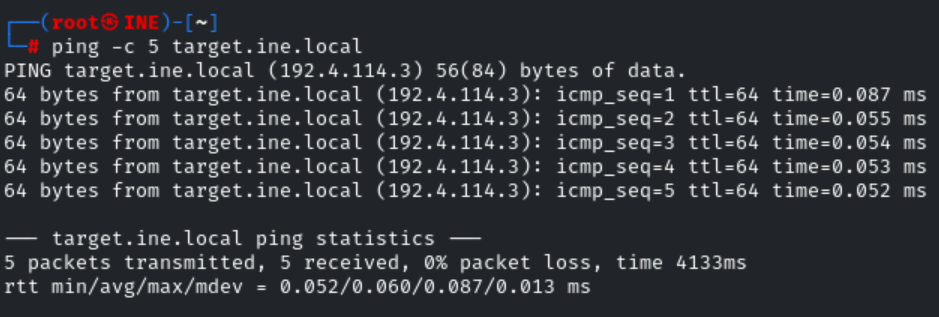 ┌──(root㉿INE)-[~]
└─# ping -c 5 target.ine.local
PING target.ine.local (192.4.114.3) 56(84) bytes of data.
64 bytes from target.ine.local (192.4.114.3): icmp_seq=1 ttl=64 time=0.087 ms
64 bytes from target.ine.local (192.4.114.3): icmp_seq=2 ttl=64 time=0.055 ms
64 bytes from target.ine.local (192.4.114.3): icmp_seq=3 ttl=64 time=0.054 ms
64 bytes from target.ine.local (192.4.114.3): icmp_seq=4 ttl=64 time=0.053 ms
64 bytes from target.ine.local (192.4.114.3): icmp_seq=5 ttl=64 time=0.052 ms
--- target.ine.local ping statistics ---
5 packets transmitted, 5 received, 0% packet loss, time 4133ms
rtt min/avg/max/mdev = 0.052/0.060/0.087/0.013 ms